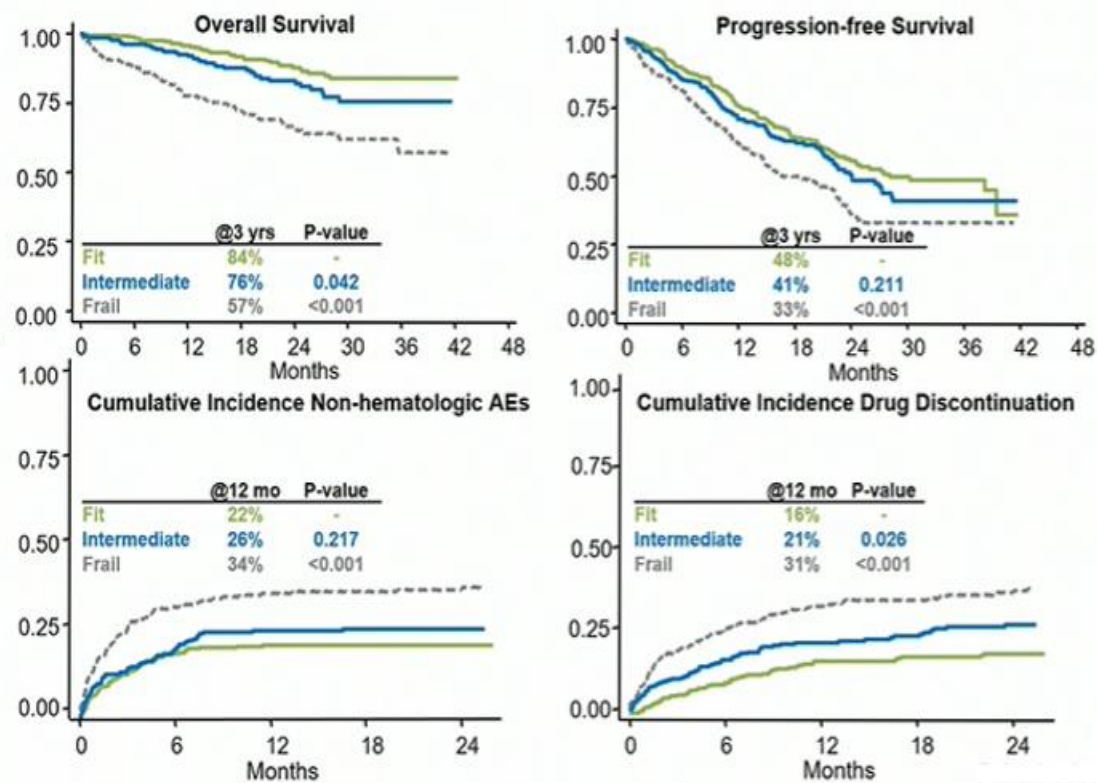 Overall Survival
1.00
0.75
0.50
0.25
0.00
@3 yrs P-value
Fit 84% -
Intermediate 76% 0.042
Frail 57% <0.001
0 6 12 18 24 30 36 42 48
Months
Progression-free Survival
1.00
0.75
0.50
0.25
0.00
@3 yrs P-value
Fit 48% -
Intermediate 41% 0.211
Frail 33% <0.001
0 6 12 18 24 30 36 42 48
Months
Cumulative Incidence Non-hematologic AEs
1.00
0.75
0.50
0.25
0.00
@12 mo P-value
Fit 22% -
Intermediate 26% 0.217
Frail 34% <0.001
0 6 12 18 24
Months
Cumulative Incidence Drug Discontinuation
1.00
0.75
0.50
0.25
0.00
@12 mo P-value
Fit 16% -
Intermediate 21% 0.026
Frail 31% <0.001
0 6 12 18 24
Months